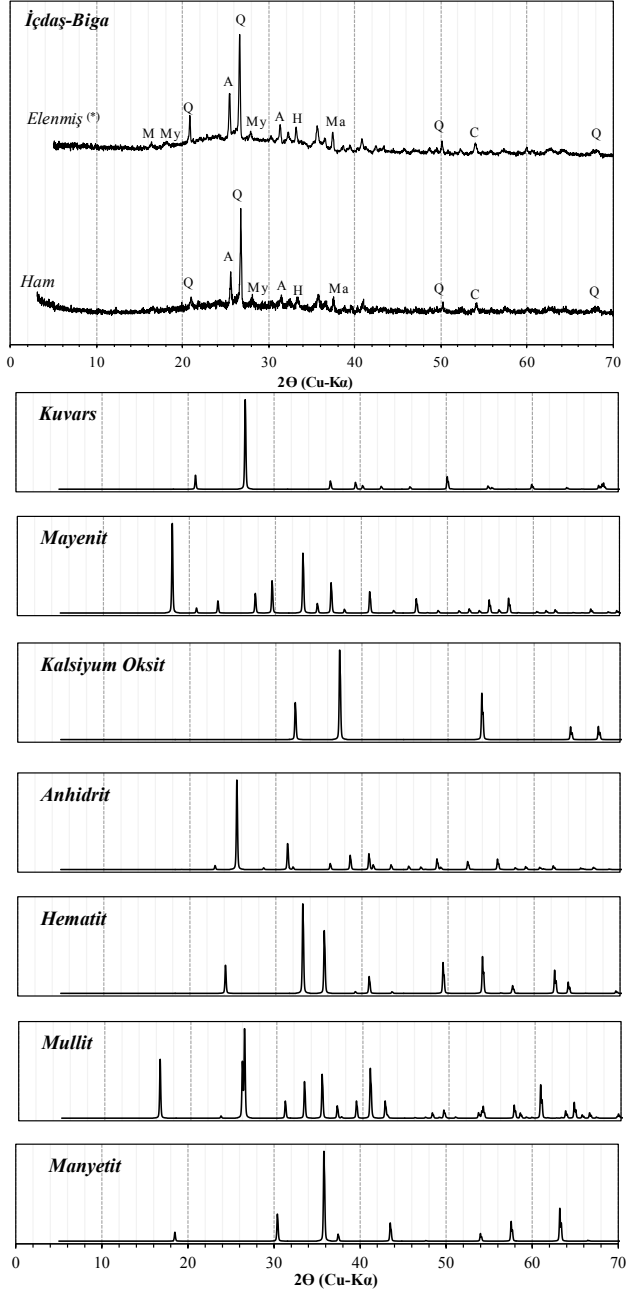 İçdaş-Biga
Q
A
Q
Elenmiş (*)
M My
My A H Ma
Q
C
Q
Q
A
Ham
Q
My A H Ma
Q
C
Q
0 10 20 30 40 50 60 70
2Θ (Cu-Kα)
Kuvars
Mayenit
Kalsiyum Oksit
Anhidrit
Hematit
Mullit
Manyetit
0 10 20 30 40 50 60 70
2Θ (Cu-Kα)